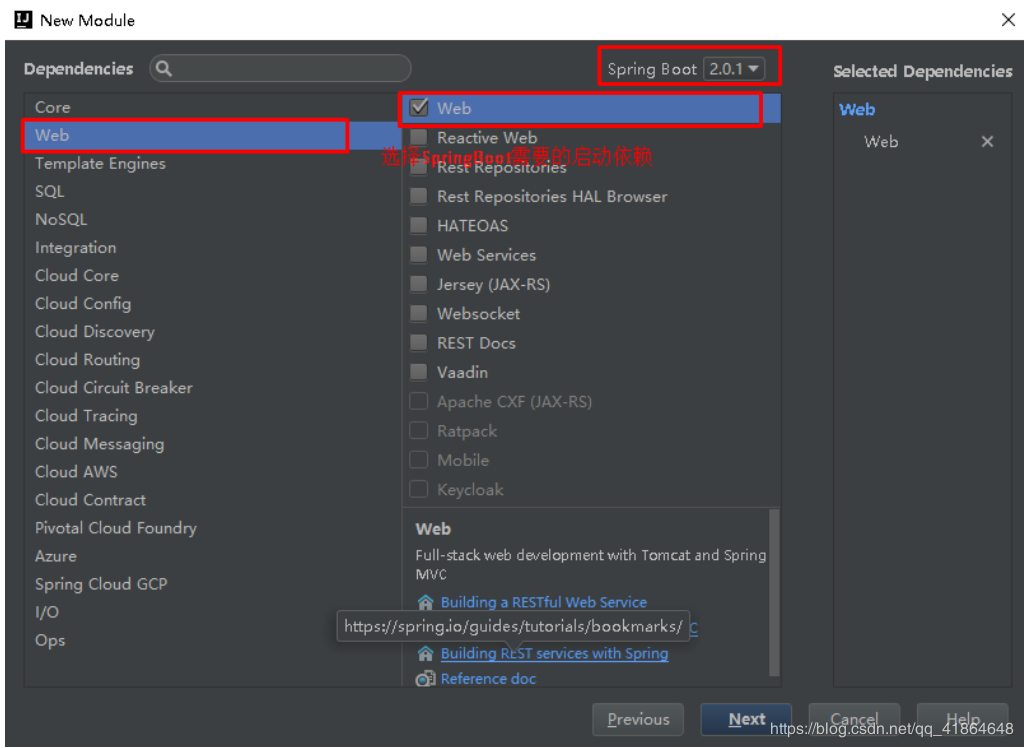 New Module
Dependencies
Spring Boot 2.0.1
Selected Dependencies
Core
Web
Template Engines
SQL
NoSQL
Integration
Cloud Core
Cloud Config
Cloud Discovery
Cloud Routing
Cloud Circuit Breaker
Cloud Tracing
Cloud Messaging
Cloud AWS
Cloud Contract
Pivotal Cloud Foundry
Azure
Spring Cloud GCP
I/O
Ops
Web
Reactive Web
选择SpringBoot需要的启动依赖
Rest Repositories
Rest Repositories HAL Browser
HATEOAS
Web Services
Jersey (JAX-RS)
Websocket
REST Docs
Vaadin
Apache CXF (JAX-RS)
Ratpack
Mobile
Keycloak
Web
Full-stack web development with Tomcat and Spring
MVC
Building a RESTful Web Service
https://spring.io/guides/tutorials/bookmarks/
C
Building REST services with Spring
Reference doc
Web
Web
Previous
Next
Cancel
Help
https://blog.csdn.net/qq_41864648